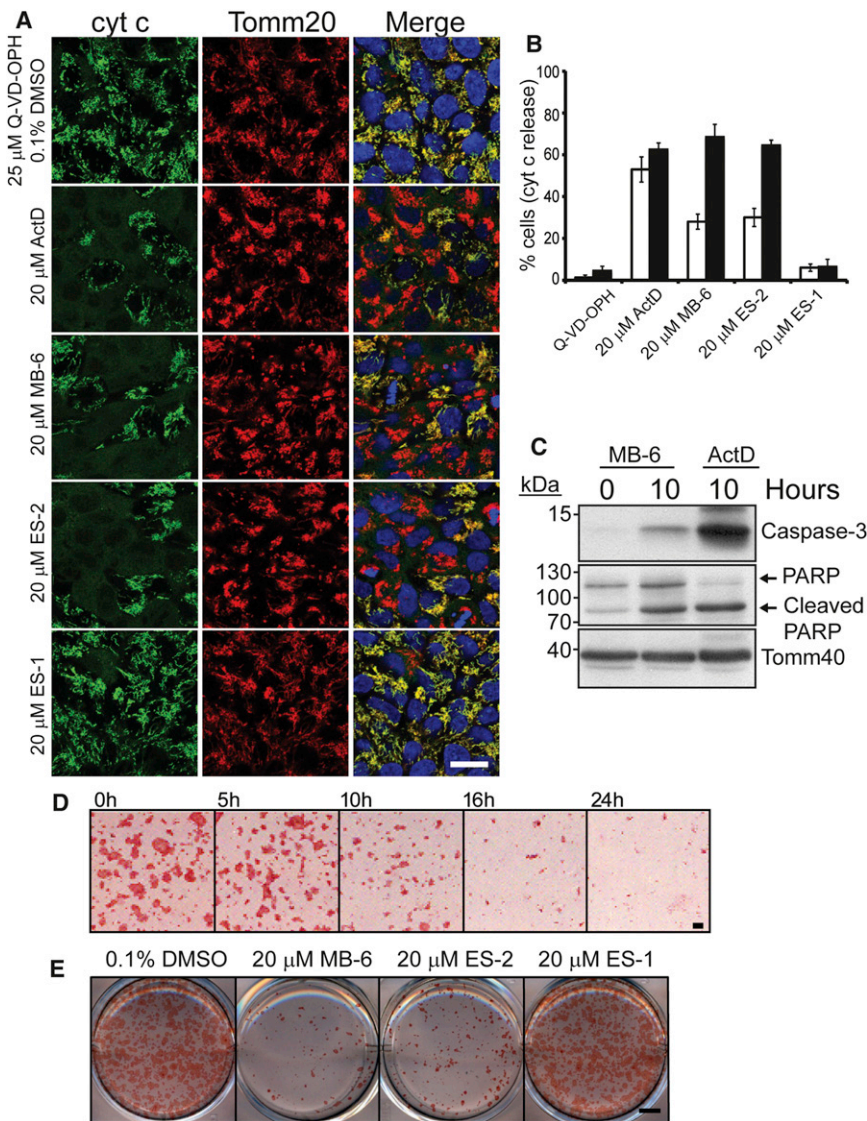 A
cyt c
Tomm20
Merge
25 µM Q-VD-OPH
0.1% DMSO
20 µM ActD
20 µM MB-6
20 µM ES-2
20 µM ES-1
B
% cells (cyt c release)
100
80
60
40
20
0
Q-VD-OPH
20 µM ActD
20 µM MB-6
20 µM ES-2
20 µM ES-1
C
MB-6 ActD
kDa 0 10 10 Hours
15
Caspase-3
130
PARP
100
Cleaved
PARP
70
40
Tomm40
D
0h 5h 10h 16h 24h
E
0.1% DMSO 20 µM MB-6 20 µM ES-2 20 µM ES-1